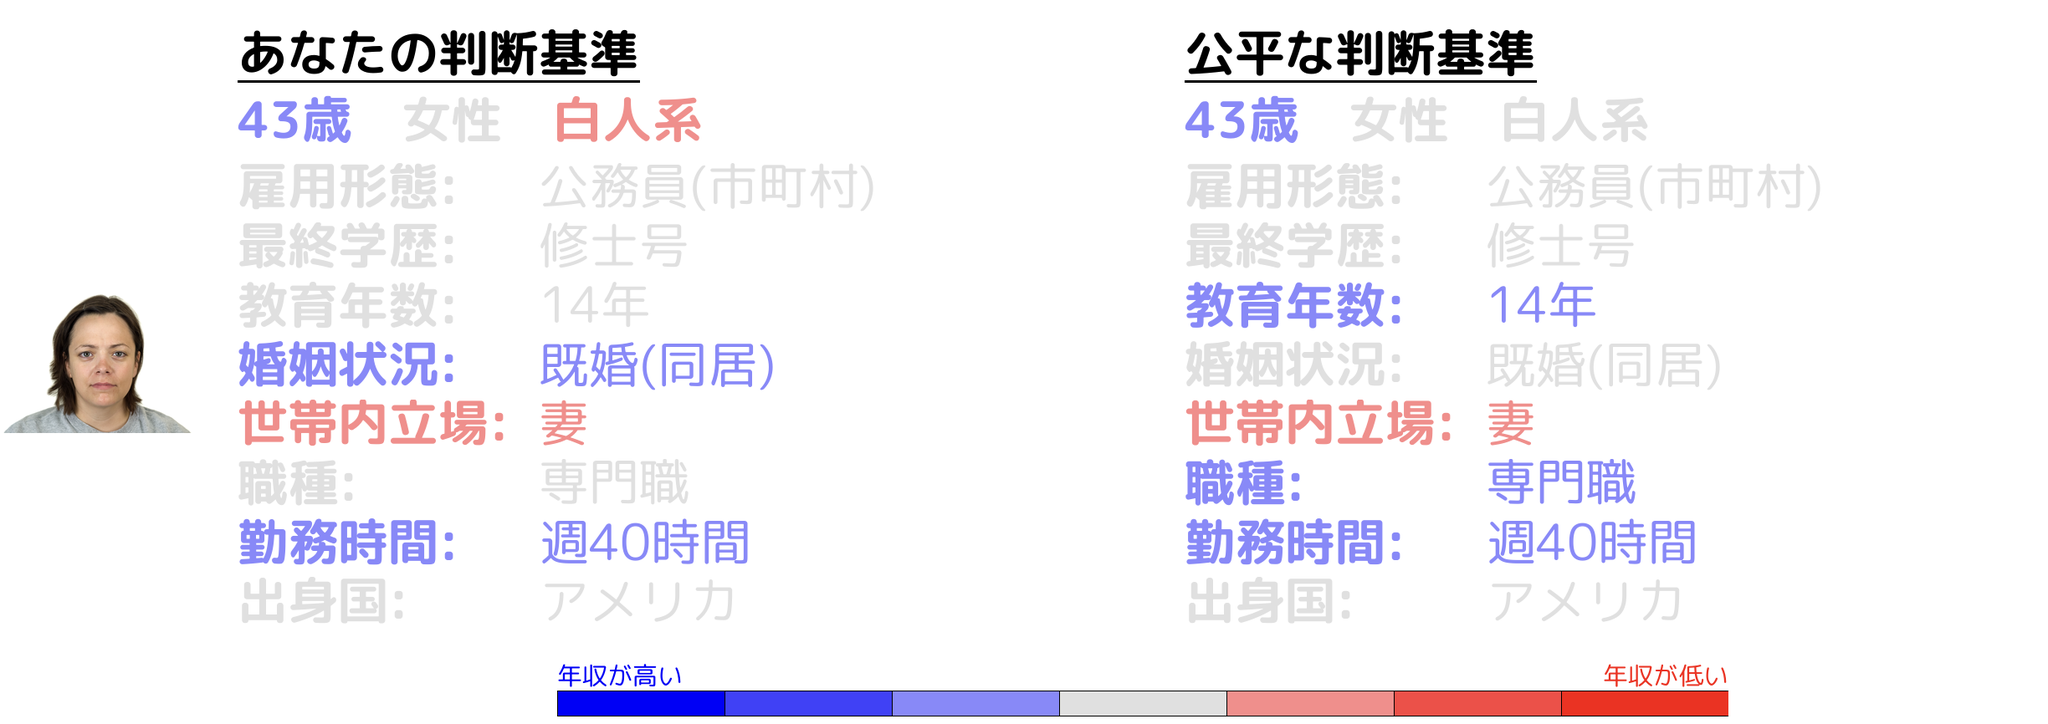 あなたの判断基準
43歳 女性 白人系
雇用形態: 公務員(市町村)
最終学歴: 修士号
教育年数: 14年
婚姻状況: 既婚(同居)
世帯内立場: 妻
職種: 専門職
勤務時間: 週40時間
出身国: アメリカ
公平な判断基準
43歳 女性 白人系
雇用形態: 公務員(市町村)
最終学歴: 修士号
教育年数: 14年
婚姻状況: 既婚(同居)
世帯内立場: 妻
職種: 専門職
勤務時間: 週40時間
出身国: アメリカ
年収が高い
年収が低い